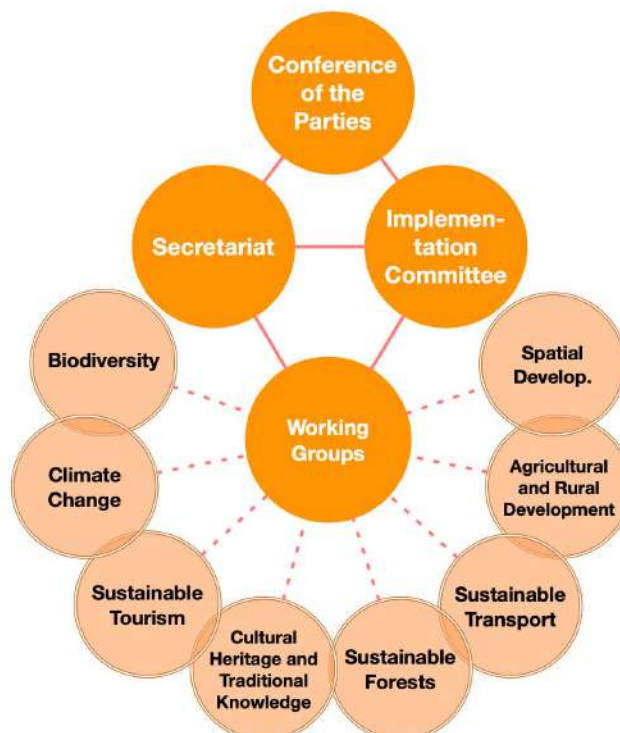 Conference
of the
Parties
Secretariat
Implemen-
tation
Committee
Biodiversity
Spatial
Develop.
Working
Groups
Climate
Change
Agricultural
and Rural
Development
Sustainable
Tourism
Sustainable
Transport
Cultural
Heritage and
Traditional
Knowledge
Sustainable
Forests